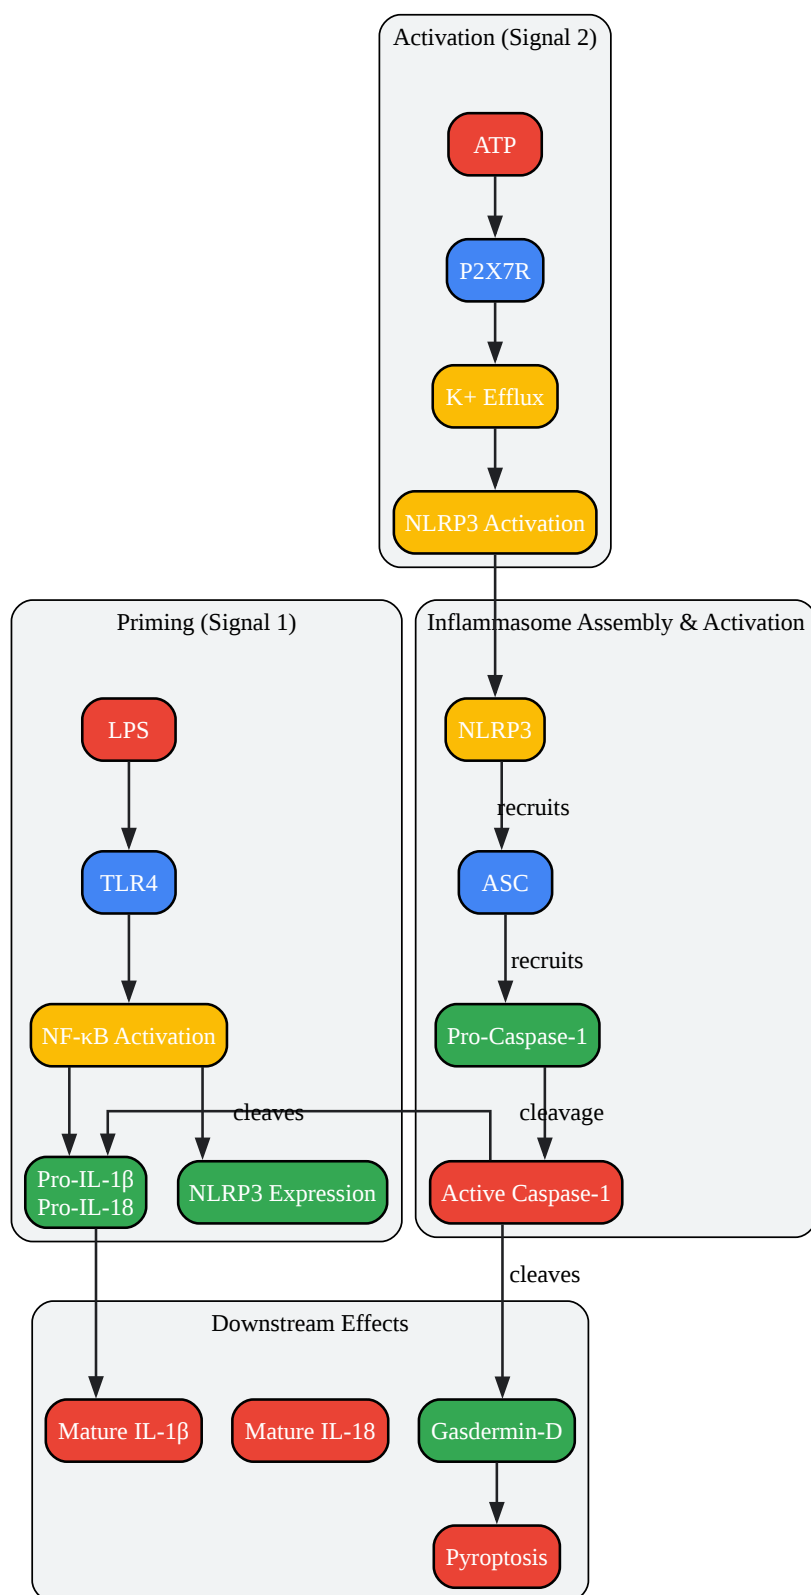 Activation (Signal 2)
ATP
P2X7R
K+ Efflux
NLRP3 Activation
Priming (Signal 1)
LPS
TLR4
NF-κB Activation
Pro-IL-1β
Pro-IL-18
NLRP3 Expression
Inflammasome Assembly & Activation
NLRP3
recruits
ASC
recruits
Pro-Caspase-1
cleavage
cleaves
Active Caspase-1
cleaves
Downstream Effects
Mature IL-1β
Mature IL-18
Gasdermin-D
Pyroptosis